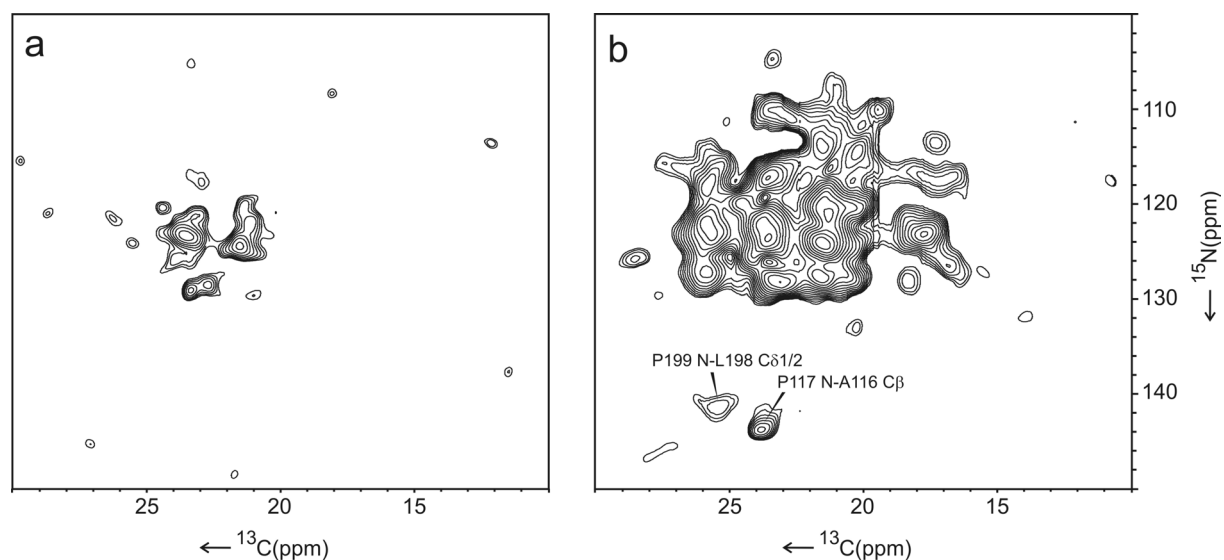 a
b
110
120
130
140
¹⁵N(ppm)
P199 N-L198 Cδ1/2
P117 N-A116 Cβ
25 20 15
25 20 15
← ¹³C(ppm)
← ¹³C(ppm)